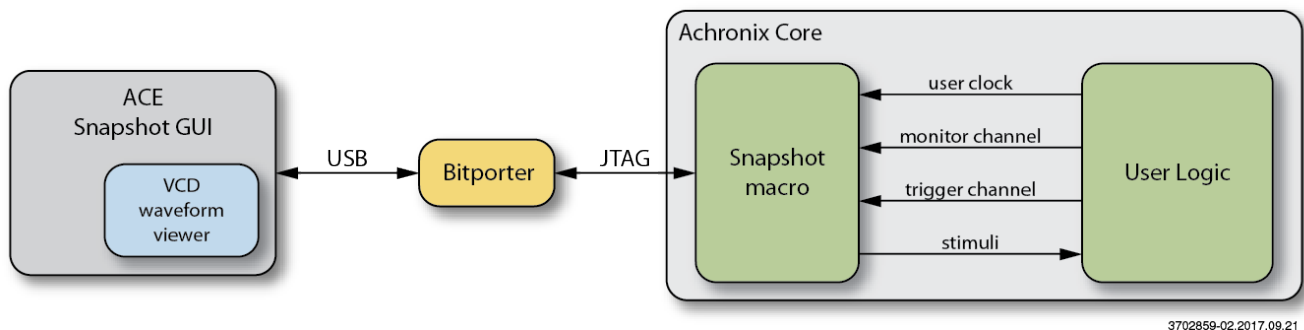 Achronix Core
ACE
Snapshot GUI
VCD
waveform
viewer
USB
Bitporter
JTAG
Snapshot
macro
user clock
monitor channel
trigger channel
stimuli
User Logic
3702859-02.2017.09.21